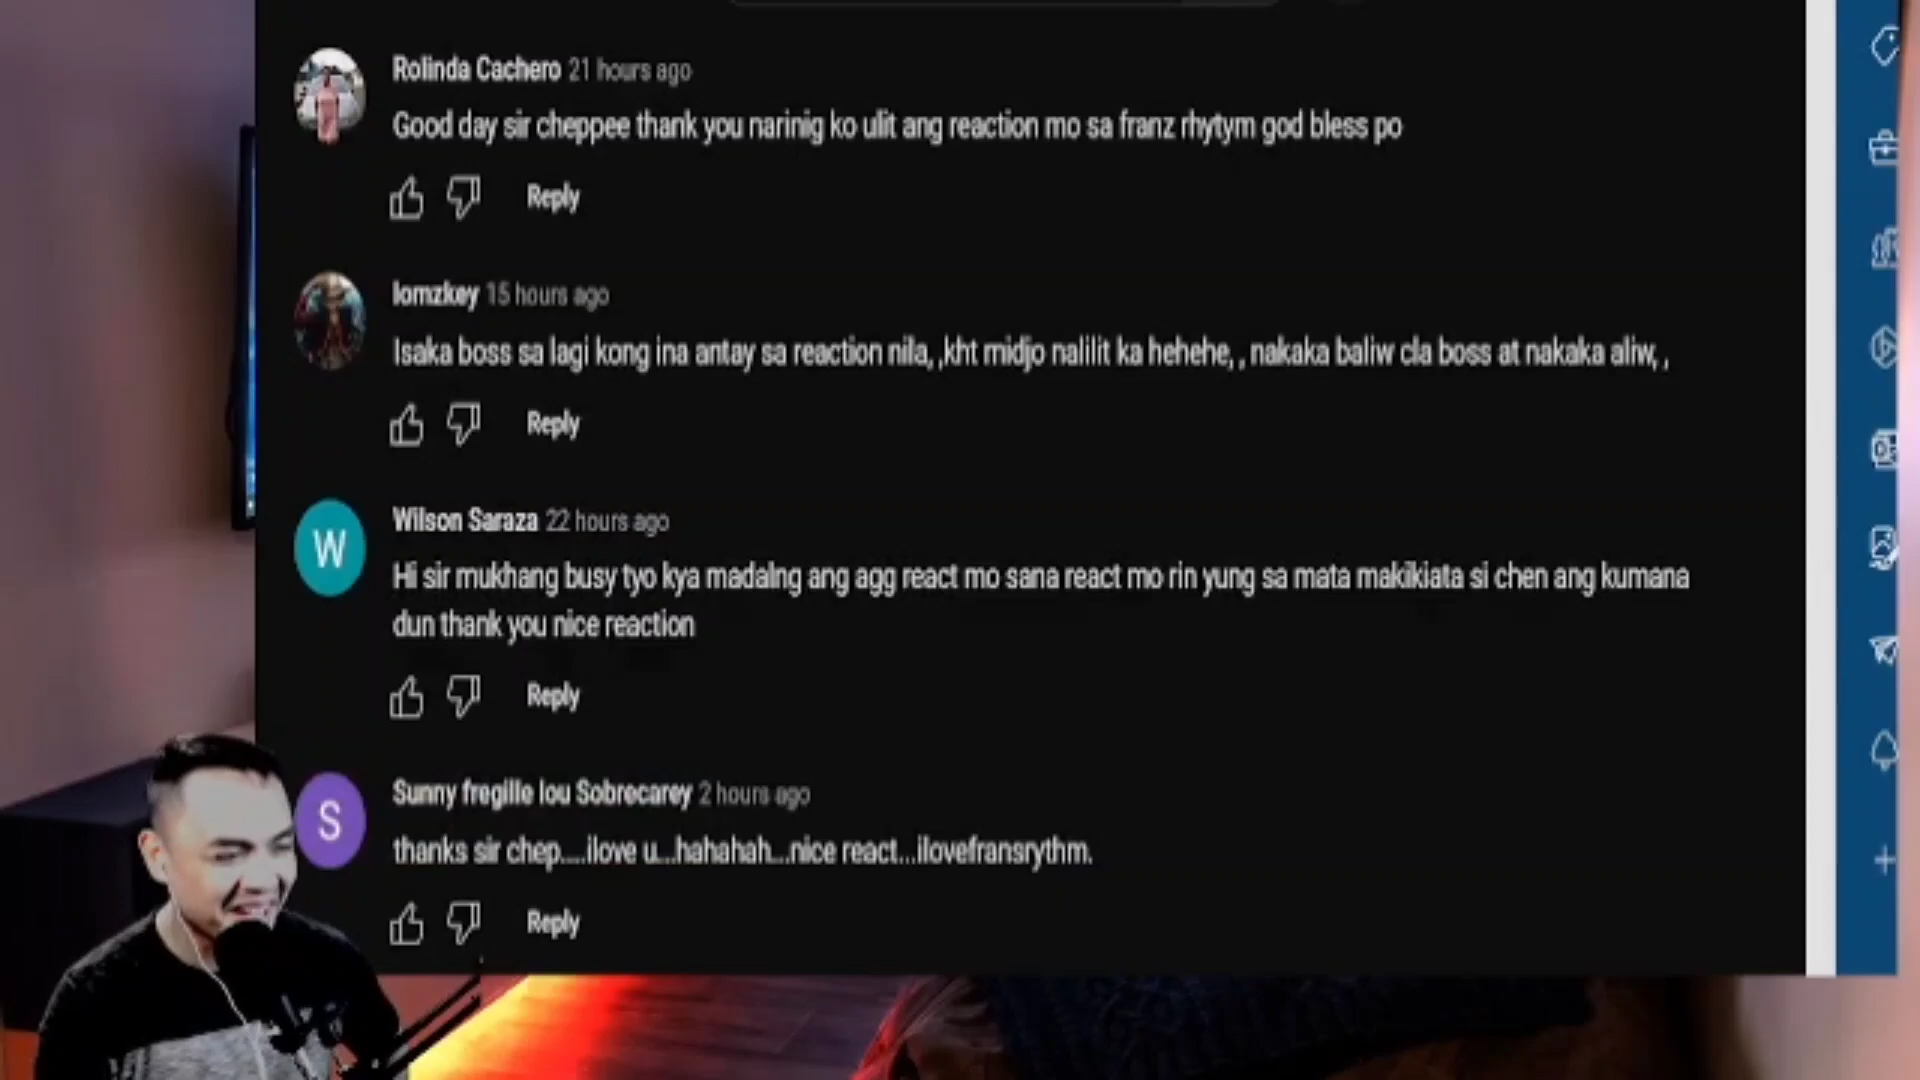 Rolinda Cachero 21 hours ago
Good day sir cheppee thank you narinig ko ulit ang reaction mo sa franz rhytym god bless po
Reply
lomzkey 15 hours ago
Isaka boss sa lagi kong ina antay sa reaction nila, ,kht midjo nalilit ka hehehe, , nakaka baliw cla boss at nakaka aliw, ,
Reply
W
Wilson Saraza 22 hours ago
Hi sir mukhang busy tyo kya madalng ang agg react mo sana react mo rin yung sa mata makikiata si chen ang kumana
dun thank you nice reaction
Reply
S
Sunny fregille lou Sobrecarey 2 hours ago
thanks sir chep....ilove u...hahahah...nice react...ilovefransrythm.
Reply